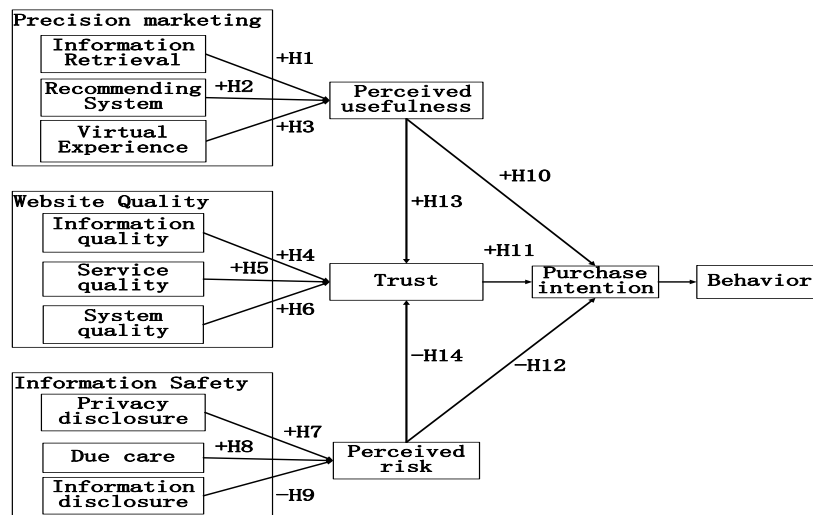 Precision marketing
Information
Retrieval
+H1
Recommending
System
+H2
Virtual
Experience
+H3
Perceived
usefulness
+H10
+H13
Website Quality
Information
quality
+H4
Service
quality
+H5
System
quality
+H6
Trust
+H11
Purchase
intention
Behavior
-H14
-H12
Information Safety
Privacy
disclosure
+H7
Due care
+H8
Information
disclosure
-H9
Perceived
risk